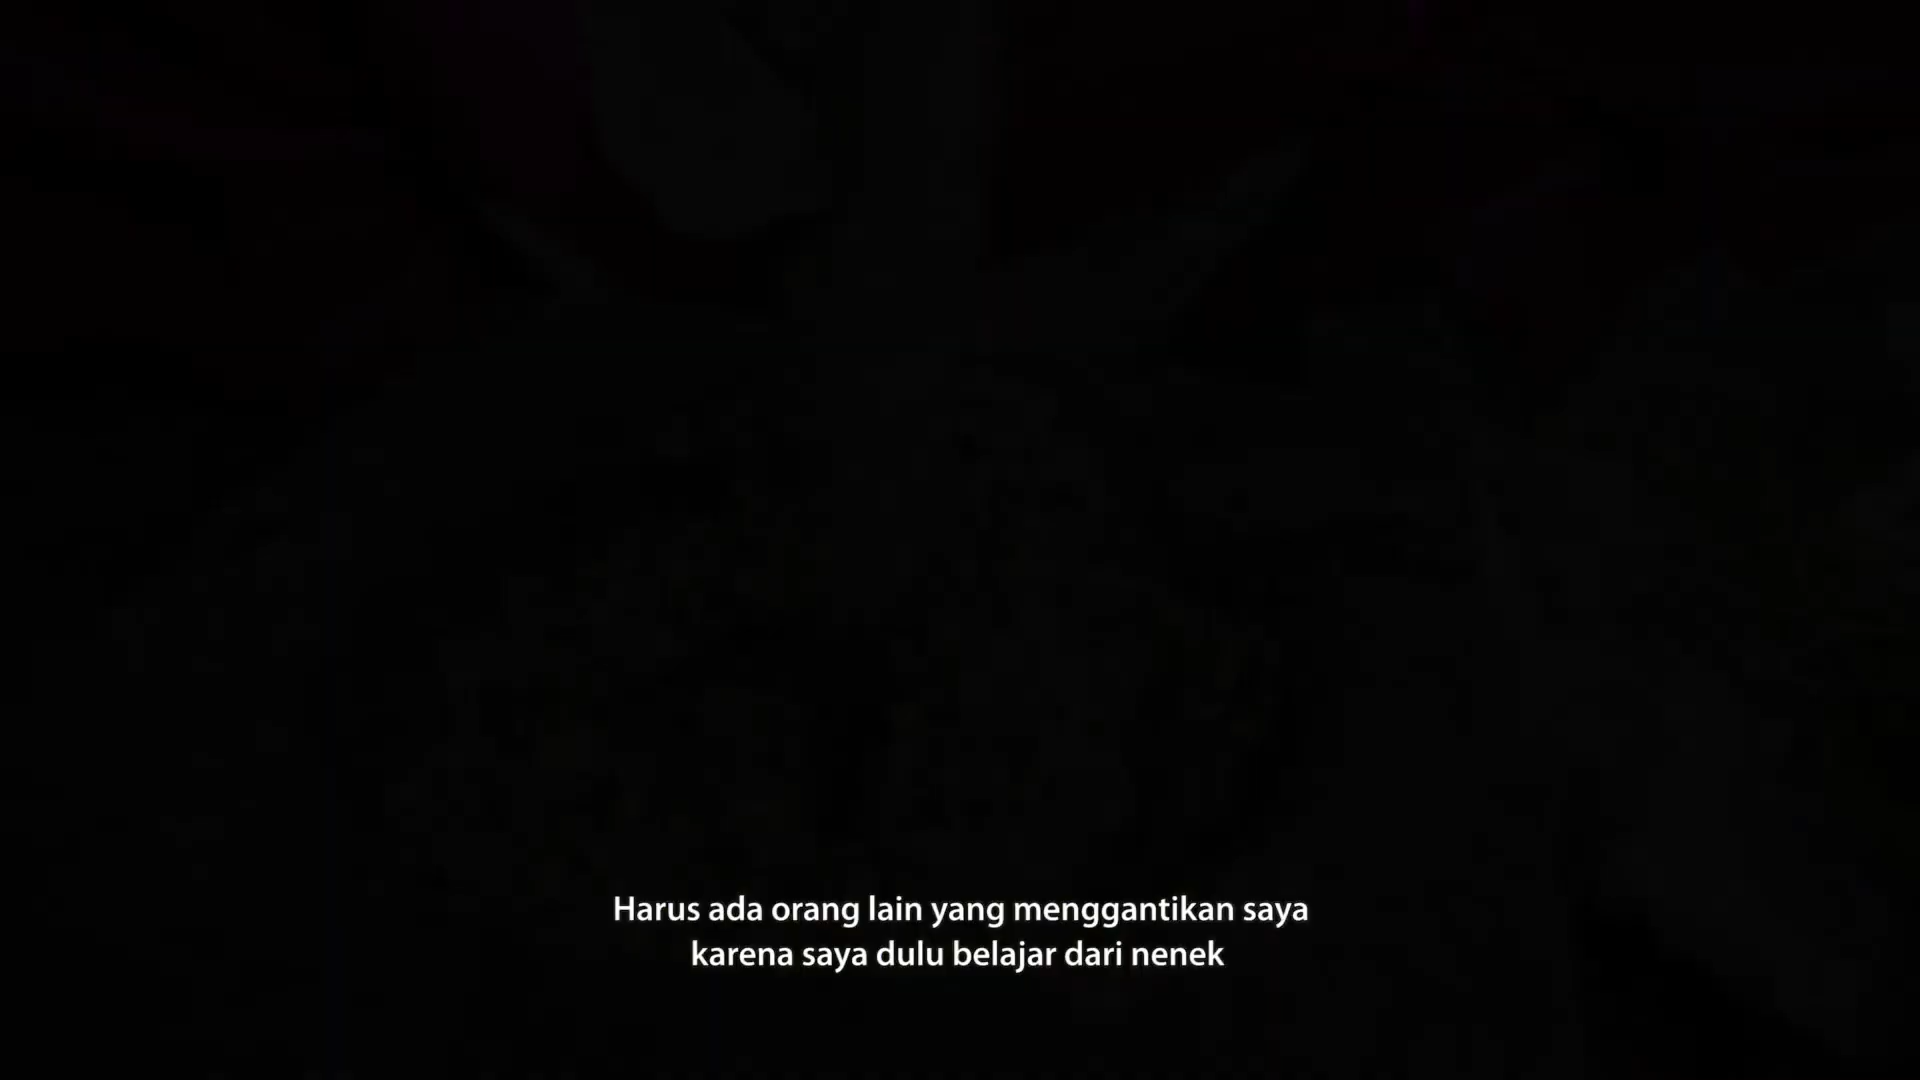 Harus ada orang lain yang menggantikan saya
karena saya dulu belajar dari nenek